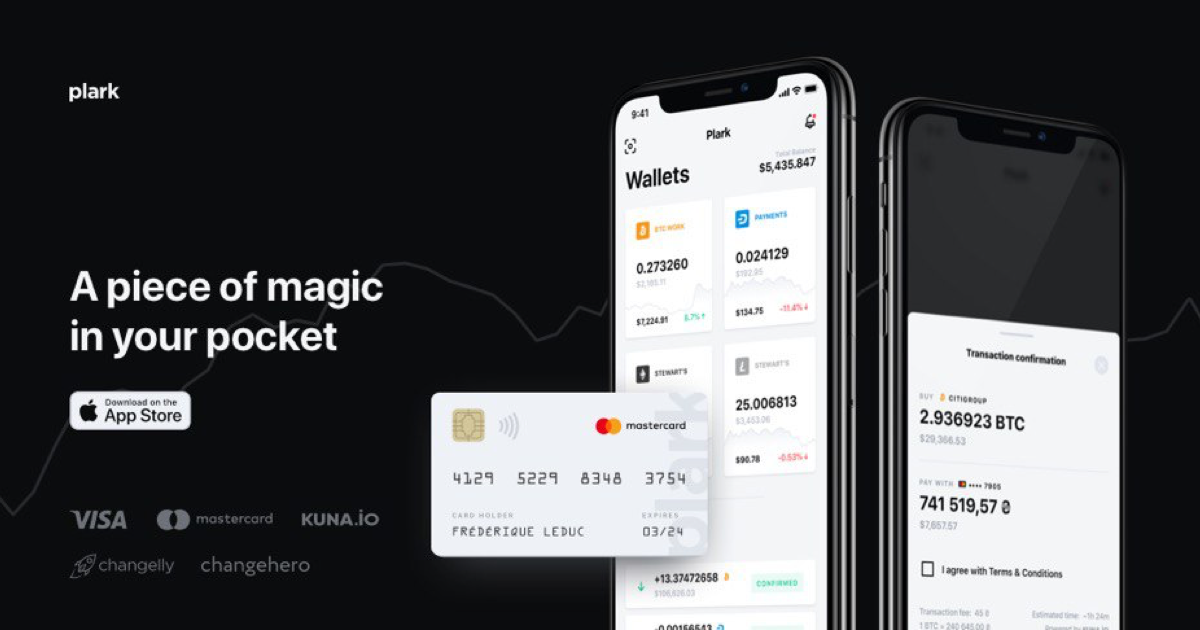 plark
A piece of magic
in your pocket
Download on the
App Store
VISA
mastercard
KUNA.iO
changelly
changehero
mastercard
4129 5229 8348 3754
CARD HOLDER
FRÉDÉRIQUE LEDUC
EXPIRES
03/24
plark
9:41
Plark
Total Balance
$5,435.847
Wallets
BTC WORK
0.273260
$2,185.11
$7,224.91
8.7%↑
PAYMENTS
0.024129
$192.95
$134.75
-11.4%↓
STEWART'S
STEWART'S
25.006813
$3,453.06
$90.78
-0.53%↓
+13.37472658
$106,626.03
CONFIRMED
-0.00156543
Transaction confirmation
BUY CITIGROUP
2.936923 BTC
$29,366.53
PAY WITH •••• 7905
741 519,57 ₴
$7,657.57
I agree with Terms & Conditions
Transaction fee: 45 ₴
Estimated time: ~1h 24m
1 BTC = 240 645.00 ₴
Powered by KUNA.IO